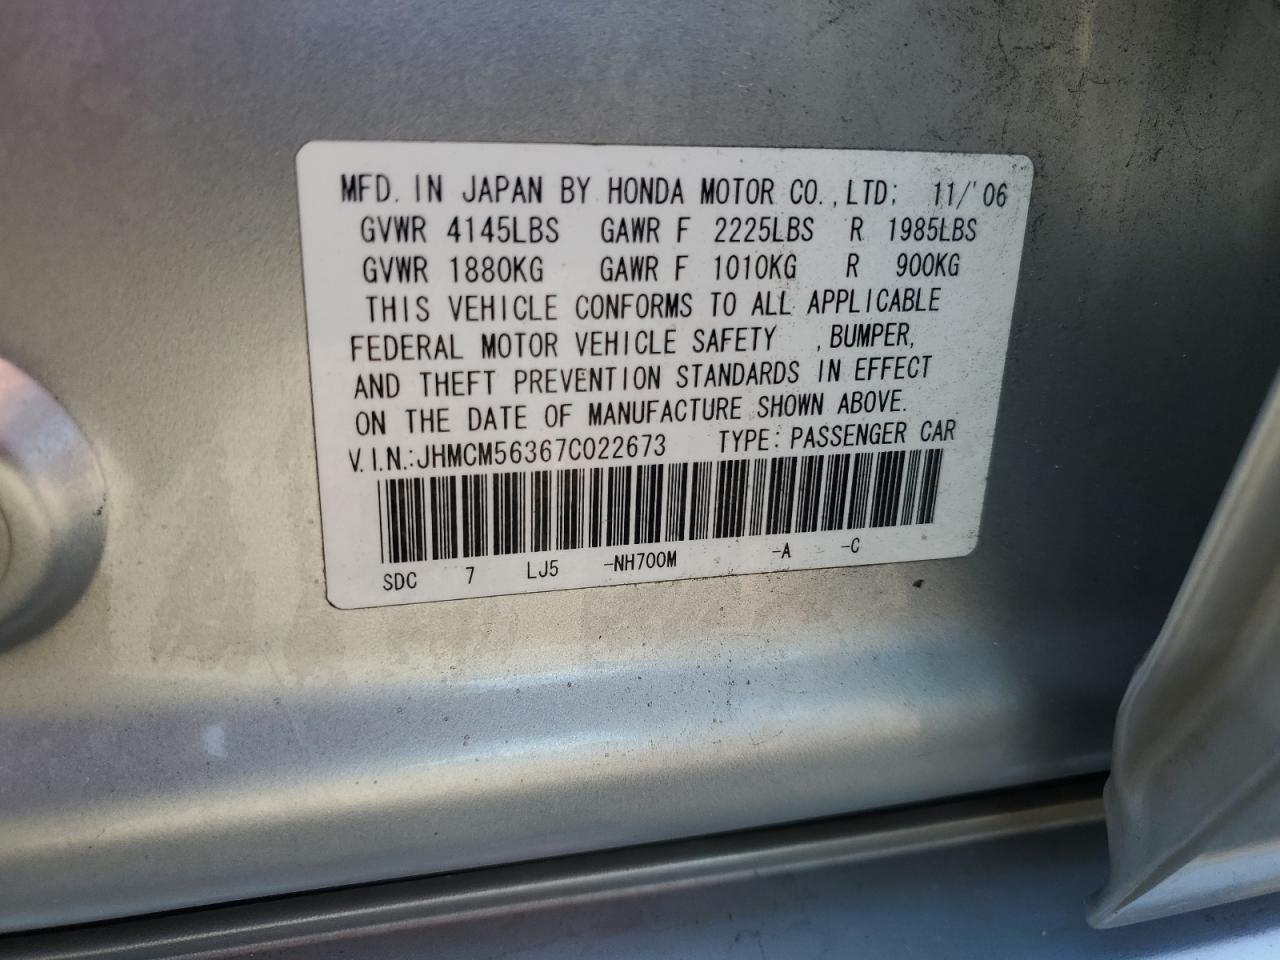 MFD. IN JAPAN BY HONDA MOTOR CO., LTD; 11/'06
GVWR 4145LBS GAWR F 2225LBS R 1985LBS
GVWR 1880KG GAWR F 1010KG R 900KG
THIS VEHICLE CONFORMS TO ALL APPLICABLE
FEDERAL MOTOR VEHICLE SAFETY , BUMPER,
AND THEFT PREVENTION STANDARDS IN EFFECT
ON THE DATE OF MANUFACTURE SHOWN ABOVE.
V.I.N.:JHMCM56367C022673 TYPE: PASSENGER CAR
SDC 7 LJ5 -NH700M -A -C